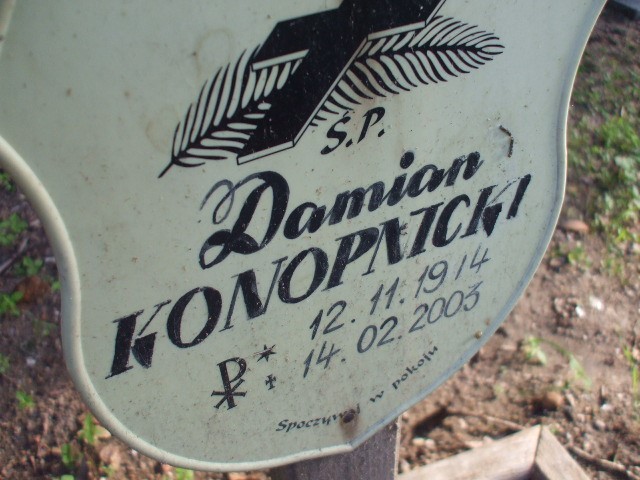 Ś.P.
Damian
KONOPNICKI
* 12.11.1914
✝ 14.02.2003
Spoczywaj w pokoju